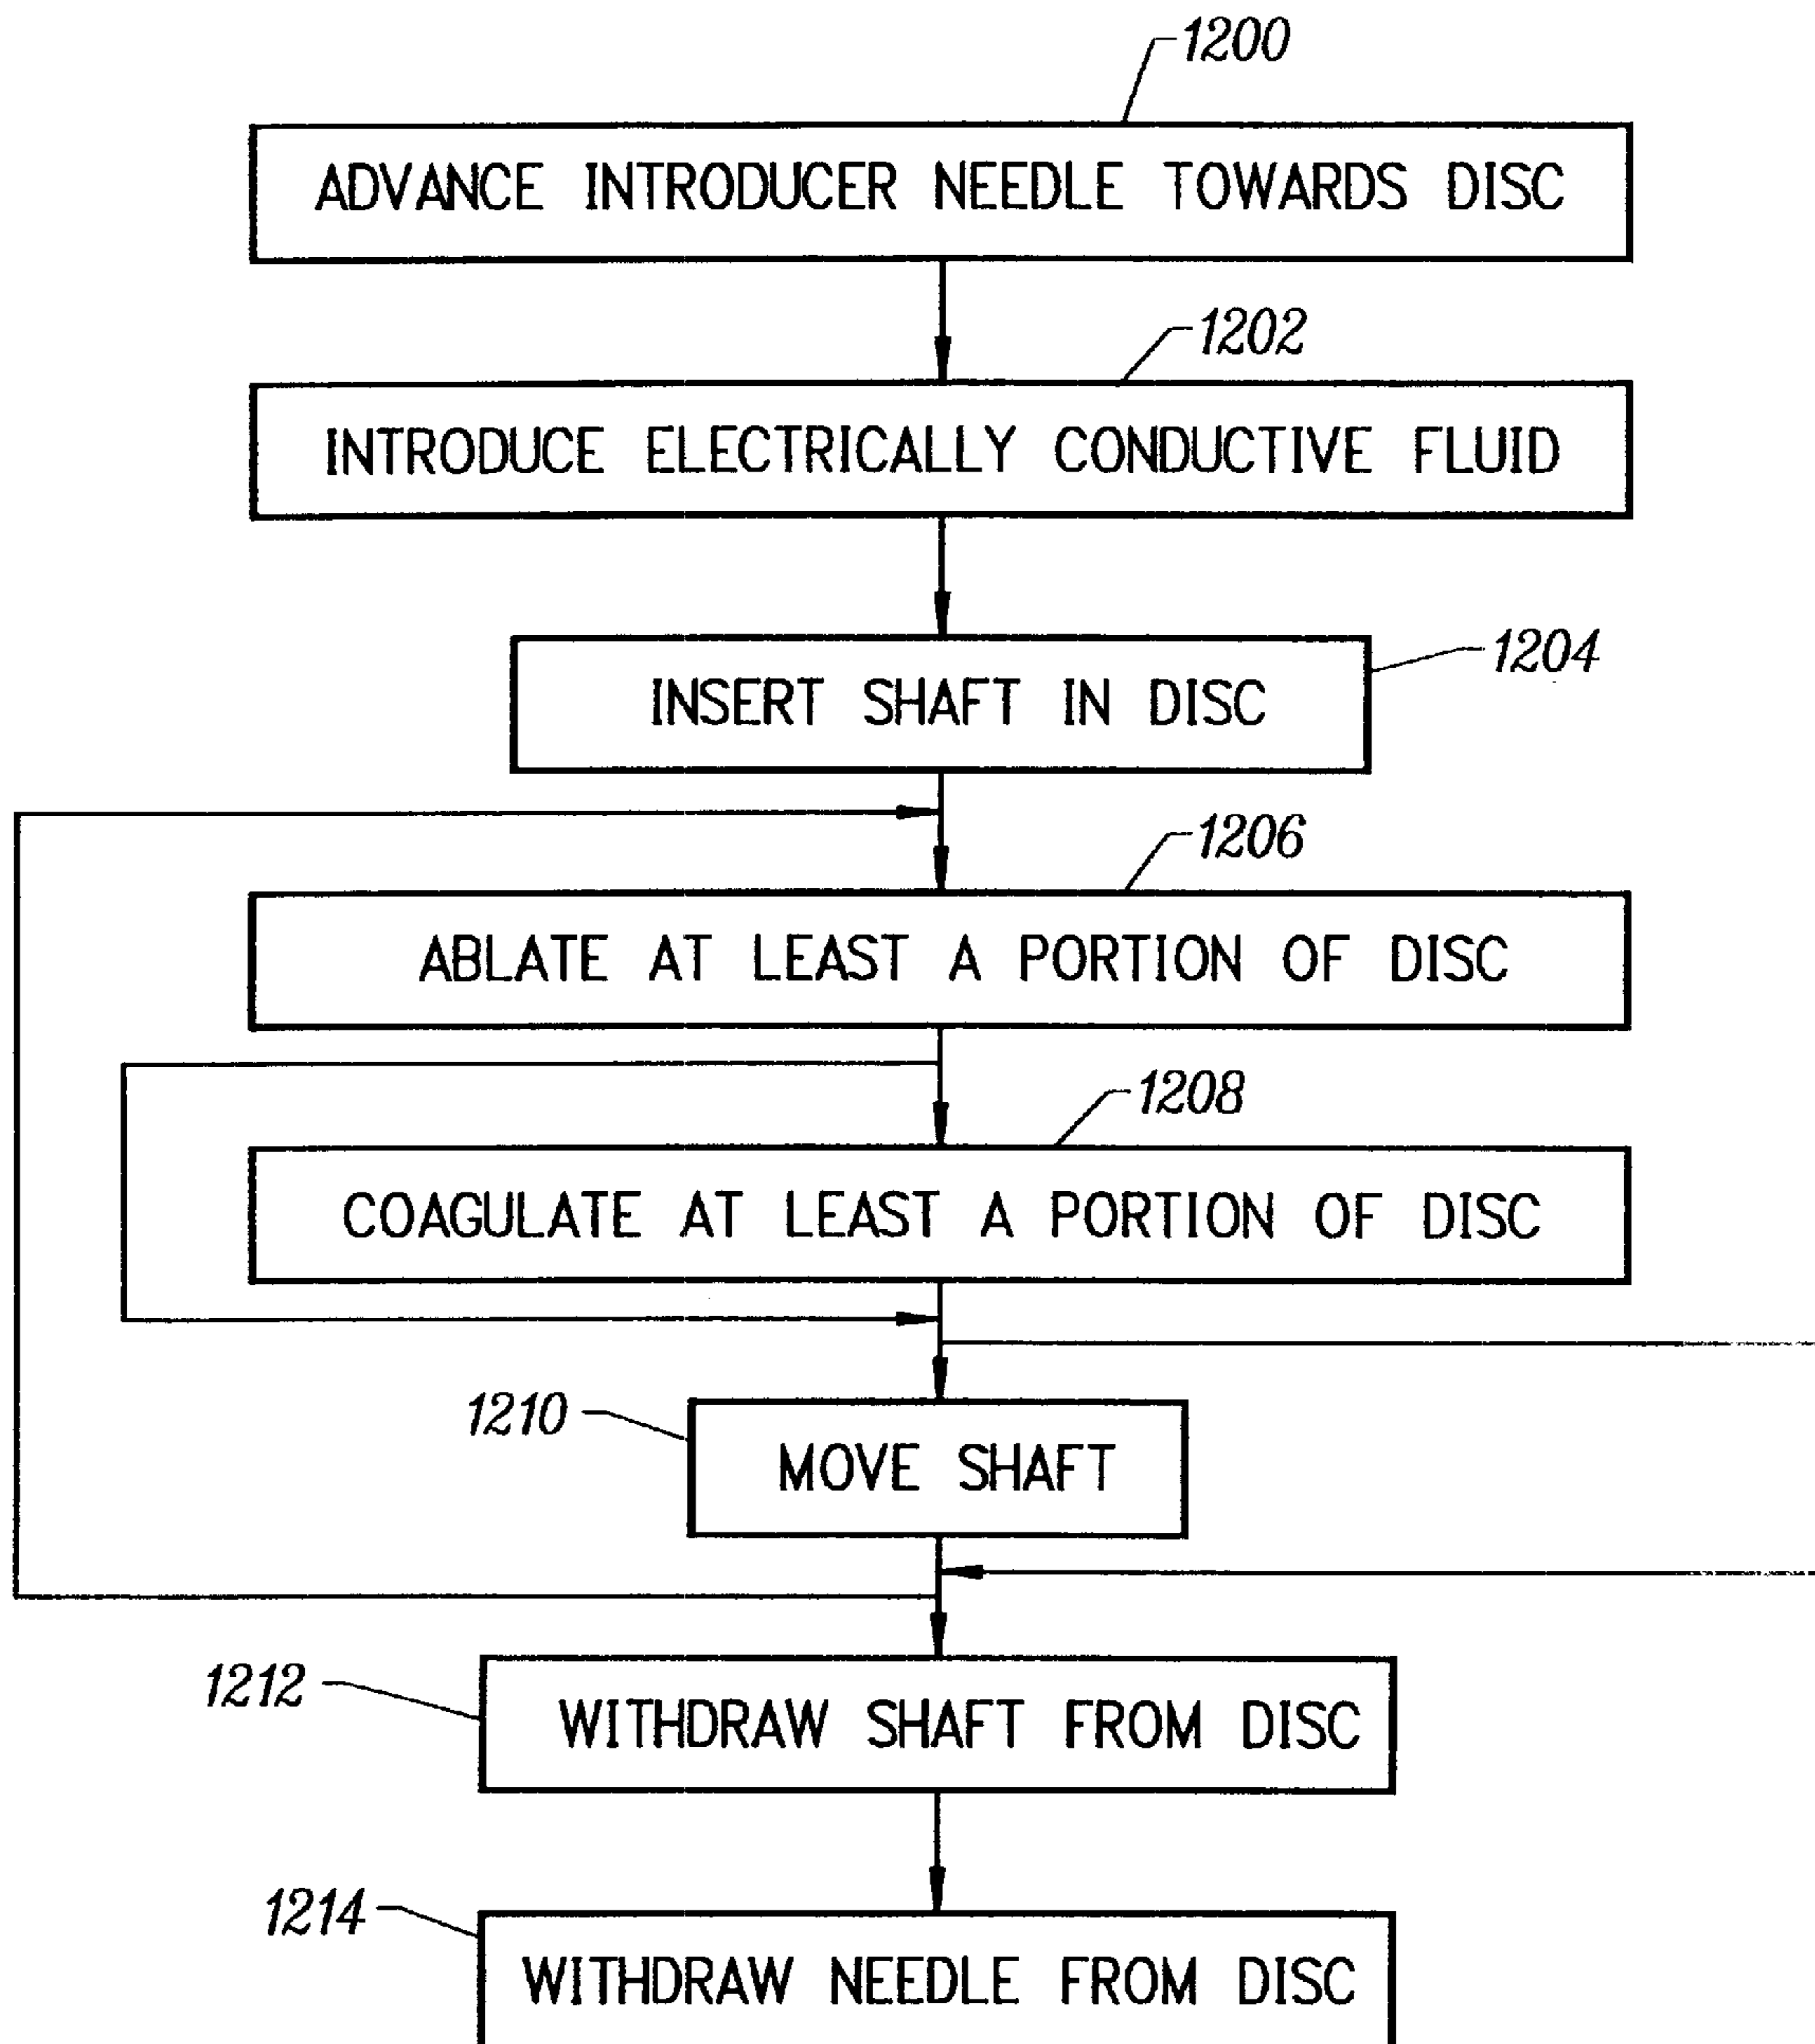 1200
ADVANCE INTRODUCER NEEDLE TOWARDS DISC
1202
INTRODUCE ELECTRICALLY CONDUCTIVE FLUID
1204
INSERT SHAFT IN DISC
1206
ABLATE AT LEAST A PORTION OF DISC
1208
COAGULATE AT LEAST A PORTION OF DISC
1210
MOVE SHAFT
1212
WITHDRAW SHAFT FROM DISC
1214
WITHDRAW NEEDLE FROM DISC